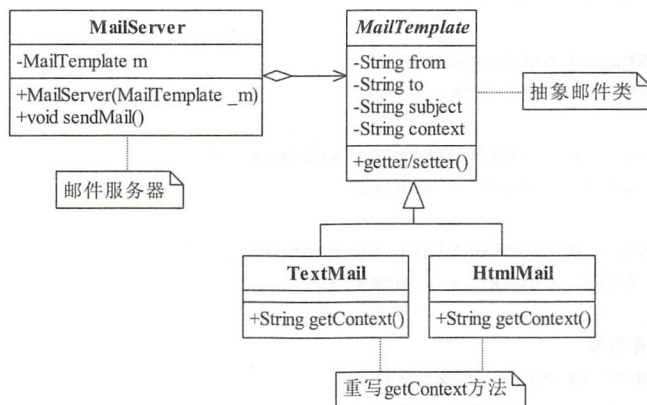 MailServer
-MailTemplate m
+MailServer(MailTemplate _m)
+void sendMail()
邮件服务器
MailTemplate
-String from
-String to
-String subject
-String context
+getter/setter()
抽象邮件类
TextMail
+String getContext()
HtmlMail
+String getContext()
重写getContext方法